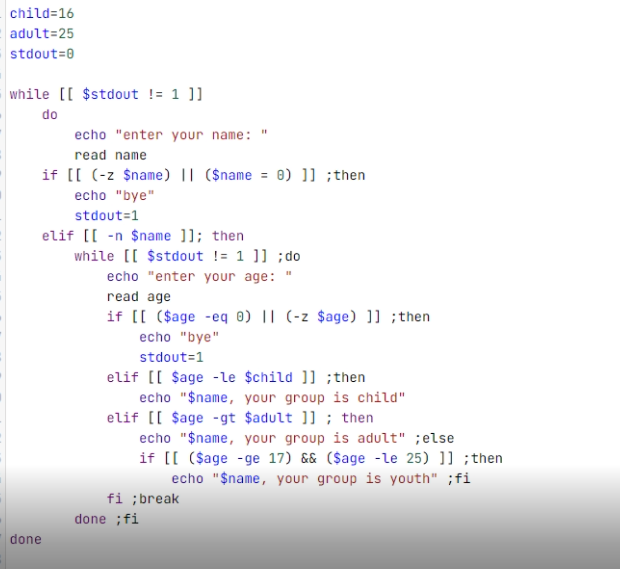 child=16
adult=25
stdout=0
while [[ $stdout != 1 ]]
do
echo "enter your name: "
read name
if [[ (-z $name) || ($name = 0) ]] ;then
echo "bye"
stdout=1
elif [[ -n $name ]]; then
while [[ $stdout != 1 ]] ;do
echo "enter your age: "
read age
if [[ ($age -eq 0) || (-z $age) ]] ;then
echo "bye"
stdout=1
elif [[ $age -le $child ]] ;then
echo "$name, your group is child"
elif [[ $age -gt $adult ]] ; then
echo "$name, your group is adult" ;else
if [[ ($age -ge 17) && ($age -le 25) ]] ;then
echo "$name, your group is youth" ;fi
fi ;break
done ;fi
done